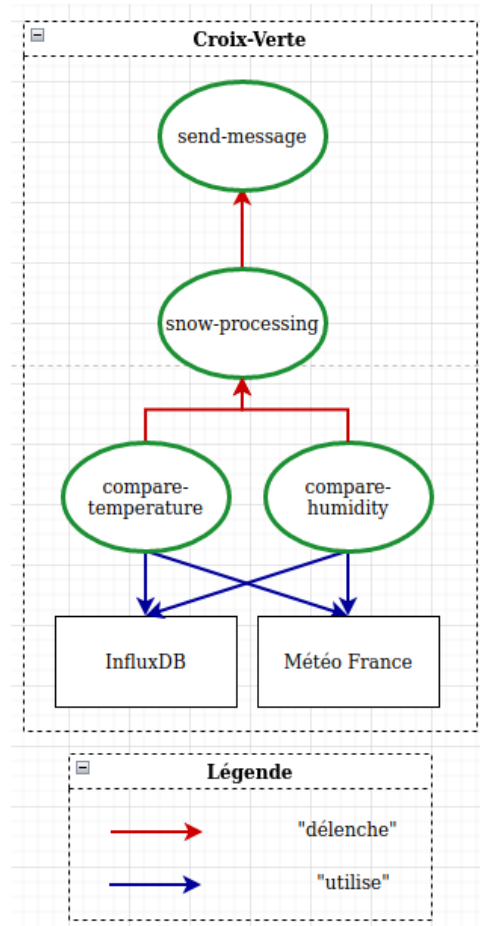 Croix-Verte
send-message
snow-processing
compare-
temperature
compare-
humidity
InfluxDB
Météo France
Légende
"délenche"
"utilise"